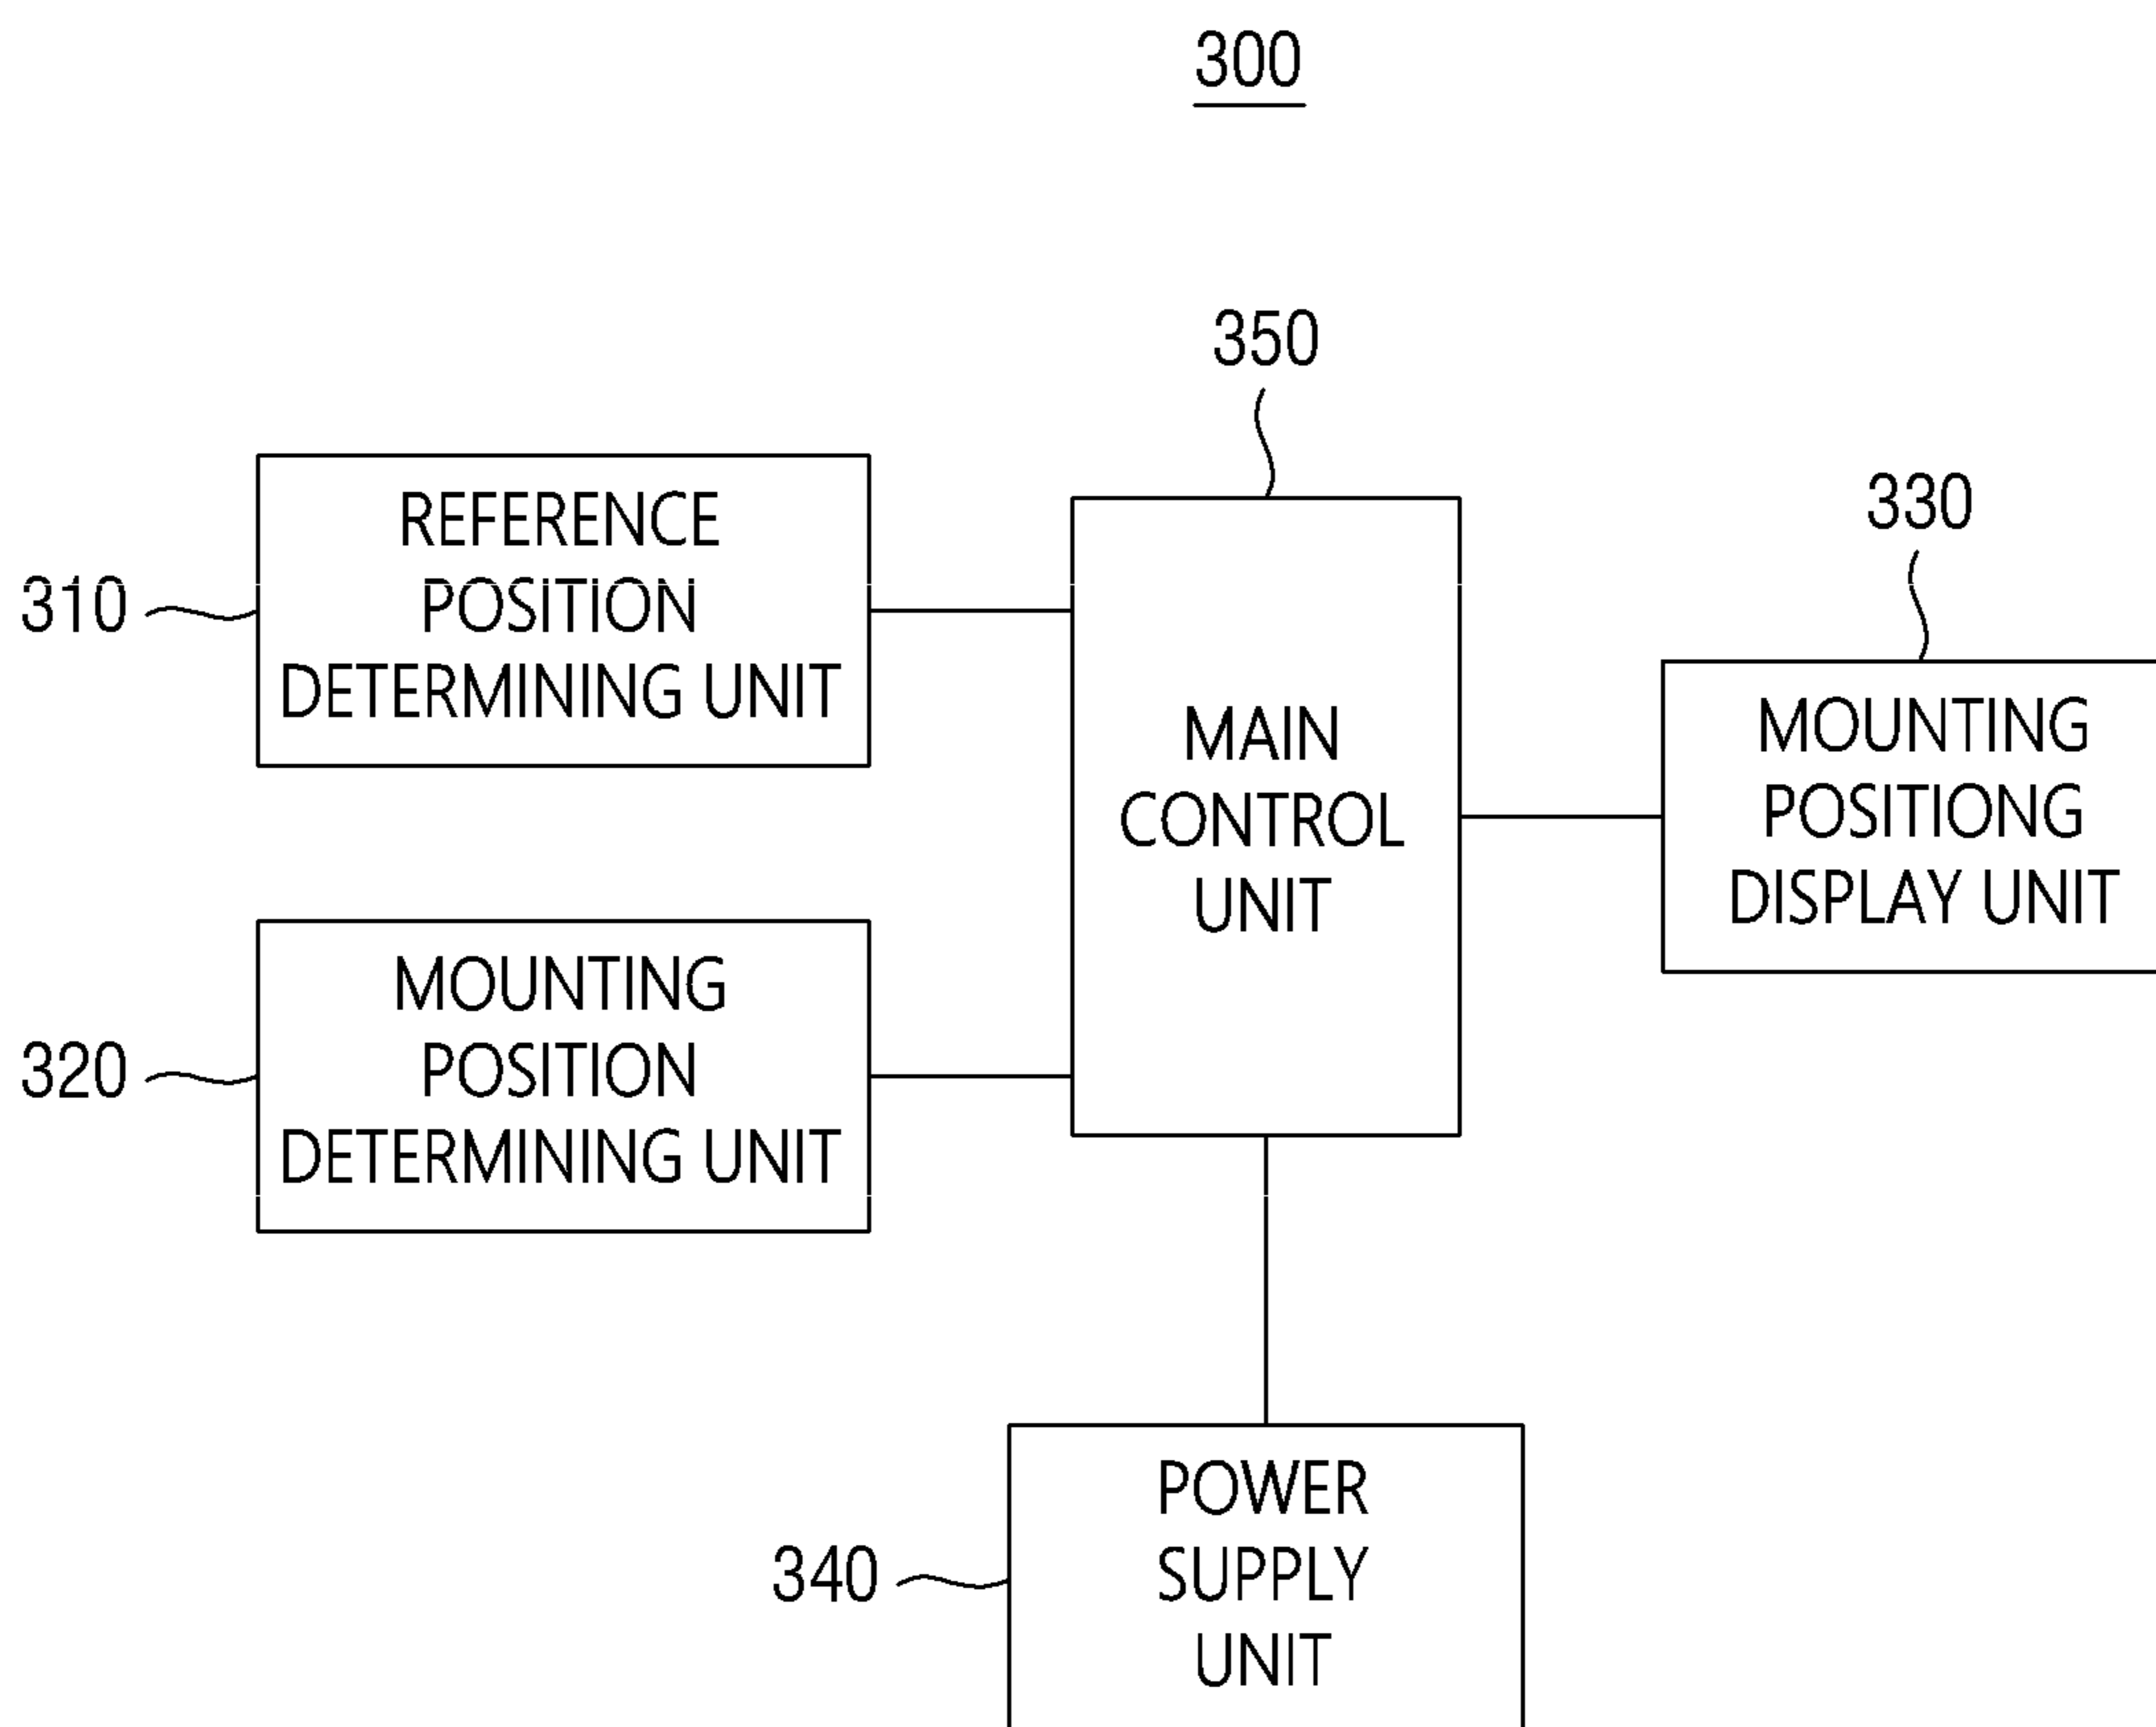 300
350
330
310
REFERENCE
POSITION
DETERMINING UNIT
MAIN
CONTROL
UNIT
MOUNTING
POSITIONG
DISPLAY UNIT
320
MOUNTING
POSITION
DETERMINING UNIT
340
POWER
SUPPLY
UNIT